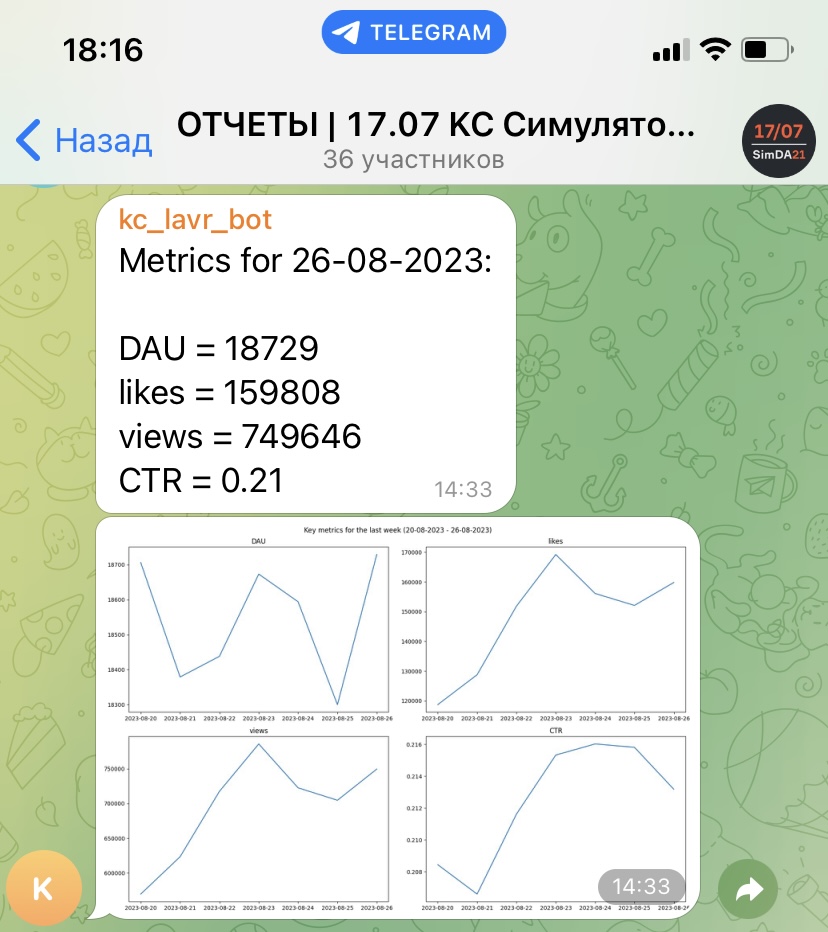 18:16
TELEGRAM
Назад
ОТЧЕТЫ | 17.07 КС Симулято...
36 участников
17/07
SimDA21
kc_lavr_bot
Metrics for 26-08-2023:
DAU = 18729
likes = 159808
views = 749646
CTR = 0.21
14:33
Key metrics for the last week (20-08-2023 - 26-08-2023)
DAU
18700
18600
18500
18400
18300
2023-08-20 2023-08-21 2023-08-22 2023-08-23 2023-08-24 2023-08-25 2023-08-26
likes
170000
160000
150000
140000
130000
120000
2023-08-20 2023-08-21 2023-08-22 2023-08-23 2023-08-24 2023-08-25 2023-08-26
views
750000
700000
650000
600000
2023-08-20 2023-08-21 2023-08-22 2023-08-23 2023-08-24 2023-08-25 2023-08-26
CTR
0.216
0.214
0.212
0.210
0.208
2023-08-20 2023-08-21 2023-08-22 2023-08-23 2023-08-24 2023-08-25 2023-08-26
14:33
K